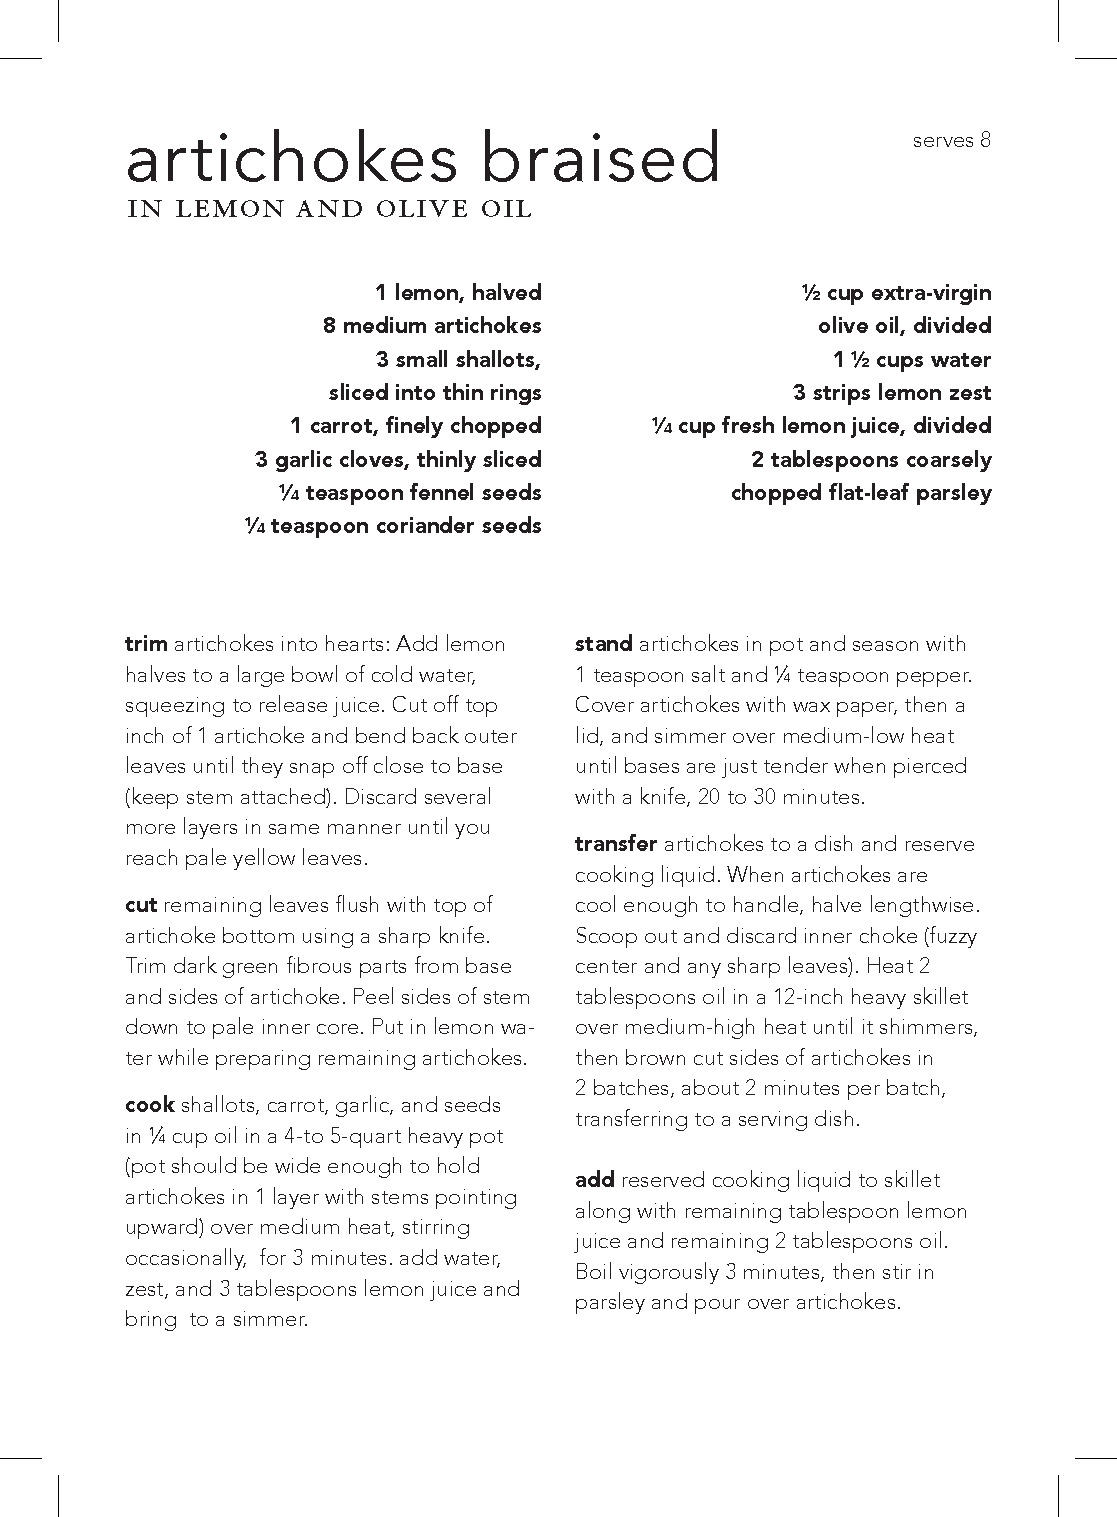 artichokes braised
serves 8
IN LEMON AND OLIVE OIL
1 lemon, halved
8 medium artichokes
3 small shallots,
sliced into thin rings
1 carrot, finely chopped
3 garlic cloves, thinly sliced
¼ teaspoon fennel seeds
¼ teaspoon coriander seeds
½ cup extra-virgin
olive oil, divided
1 ½ cups water
3 strips lemon zest
¼ cup fresh lemon juice, divided
2 tablespoons coarsely
chopped flat-leaf parsley
trim artichokes into hearts: Add lemon
halves to a large bowl of cold water,
squeezing to release juice. Cut off top
inch of 1 artichoke and bend back outer
leaves until they snap off close to base
(keep stem attached). Discard several
more layers in same manner until you
reach pale yellow leaves.
cut remaining leaves flush with top of
artichoke bottom using a sharp knife.
Trim dark green fibrous parts from base
and sides of artichoke. Peel sides of stem
down to pale inner core. Put in lemon wa-
ter while preparing remaining artichokes.
cook shallots, carrot, garlic, and seeds
in ¼ cup oil in a 4-to 5-quart heavy pot
(pot should be wide enough to hold
artichokes in 1 layer with stems pointing
upward) over medium heat, stirring
occasionally,  for 3 minutes. add water,
zest, and 3 tablespoons lemon juice and
bring  to a simmer.
stand artichokes in pot and season with
1 teaspoon salt and ¼ teaspoon pepper.
Cover artichokes with wax paper, then a
lid, and simmer over medium-low heat
until bases are just tender when pierced
with a knife, 20 to 30 minutes.
transfer artichokes to a dish and reserve
cooking liquid. When artichokes are
cool enough to handle, halve lengthwise.
Scoop out and discard inner choke (fuzzy
center and any sharp leaves). Heat 2
tablespoons oil in a 12-inch heavy skillet
over medium-high heat until it shimmers,
then brown cut sides of artichokes in
2 batches, about 2 minutes per batch,
transferring to a serving dish.
add reserved cooking liquid to skillet
along with remaining tablespoon lemon
juice and remaining 2 tablespoons oil.
Boil vigorously 3 minutes, then stir in
parsley and pour over artichokes.